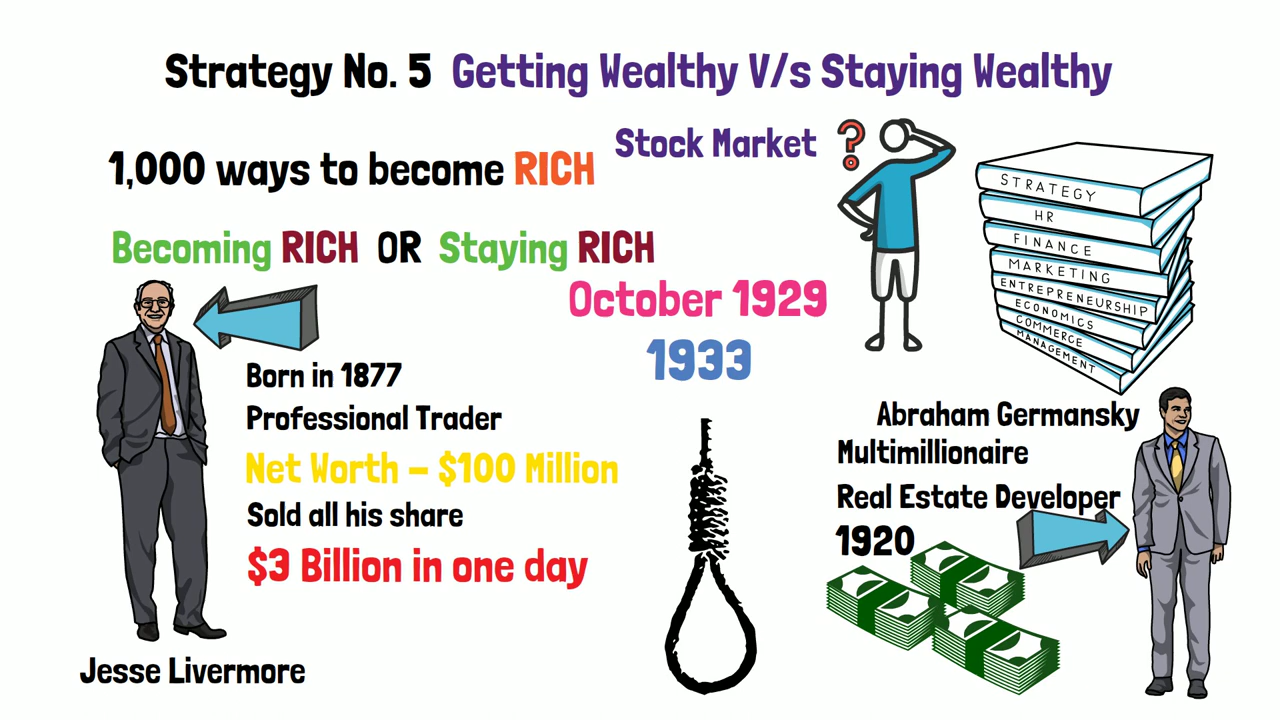 Strategy No. 5 Getting Wealthy V/s Staying Wealthy
1,000 ways to become RICH
Stock Market
?
Becoming RICH OR Staying RICH
October 1929
1933
Born in 1877
Professional Trader
Net Worth – $100 Million
Sold all his share
$3 Billion in one day
Jesse Livermore
STRATEGY
HR
FINANCE
MARKETING
ENTREPRENEURSHIP
ECONOMICS
COMMERCE
MANAGEMENT
Abraham Germansky
Multimillionaire
Real Estate Developer
1920